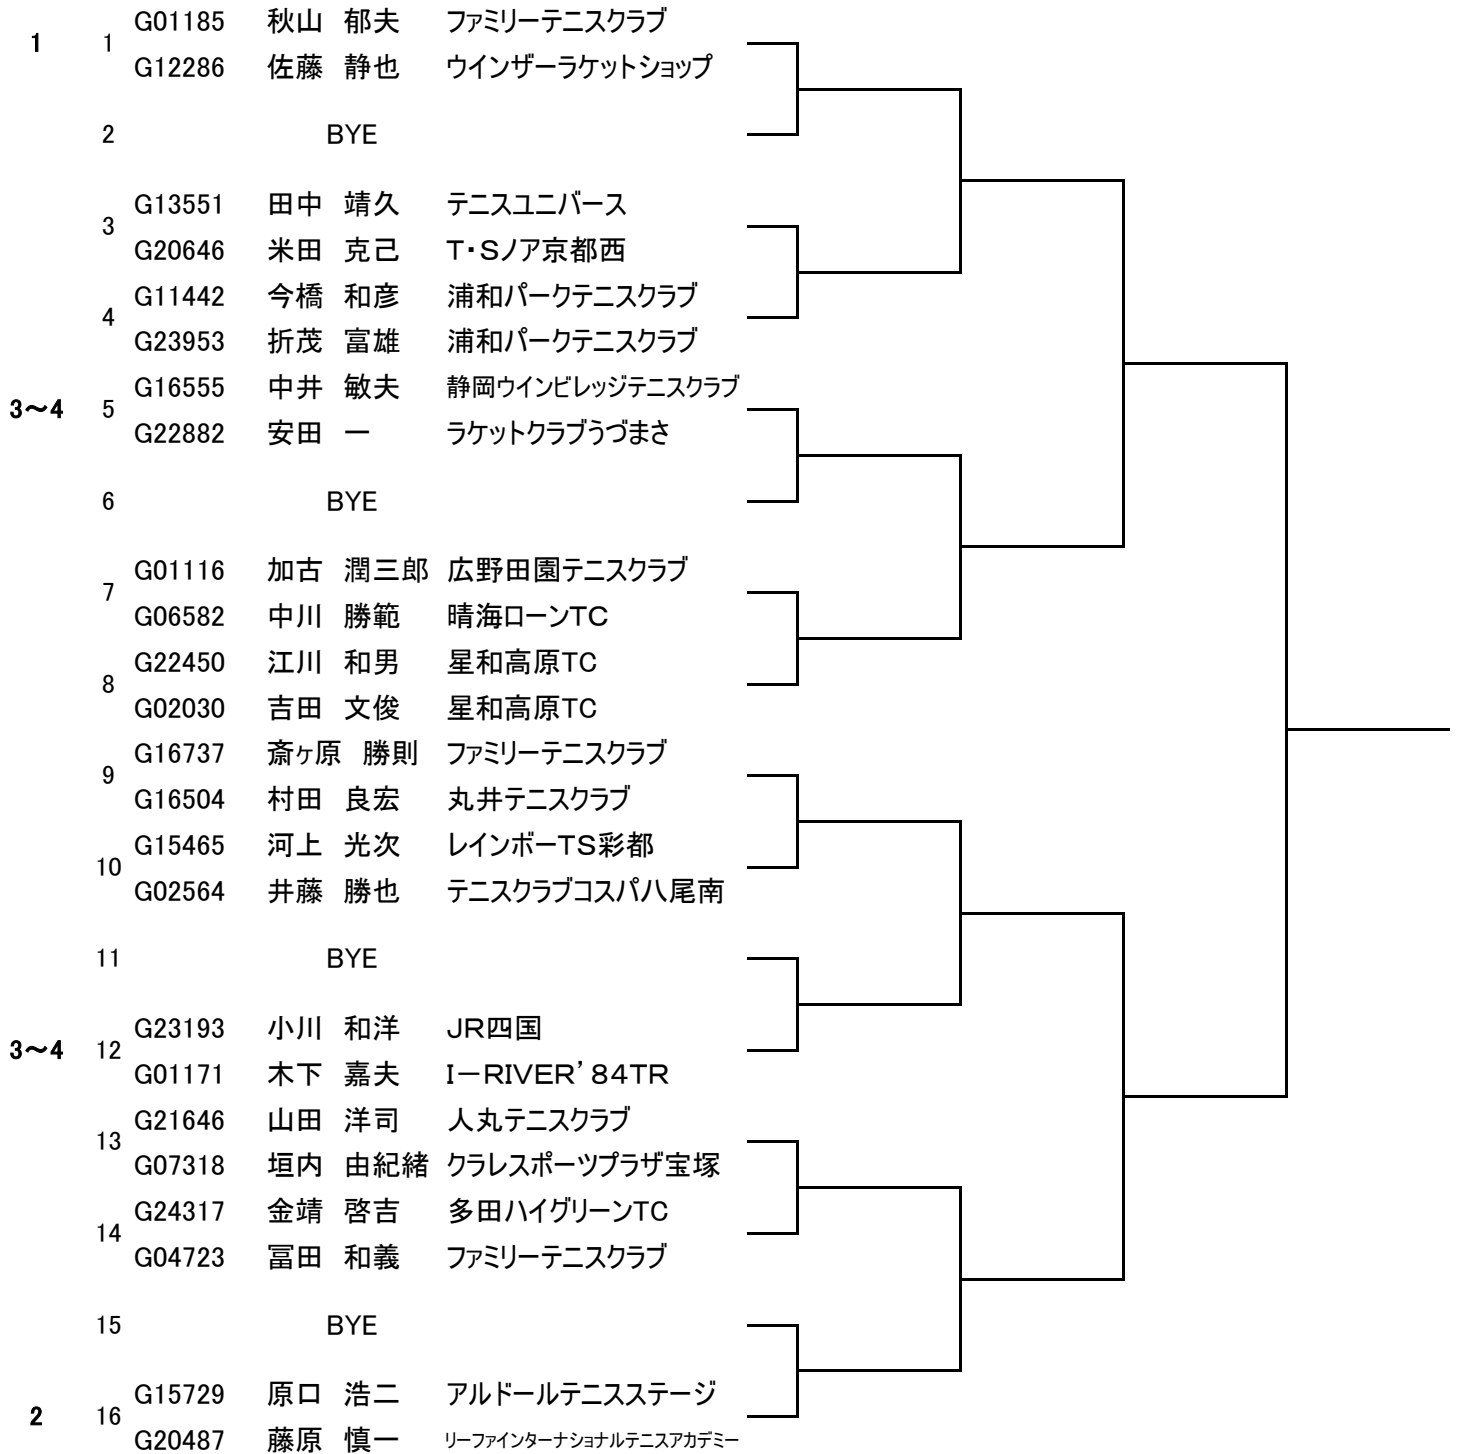 G01185 秋山 郁夫 ファミリーテニスクラブ
1 1
G12286 佐藤 静也 ウインザーラケットショップ
2 BYE
G13551 田中 靖久 テニスユニバース
3
G20646 米田 克己 T・Sノア京都西
G11442 今橋 和彦 浦和パークテニスクラブ
4
G23953 折茂 富雄 浦和パークテニスクラブ
G16555 中井 敏夫 静岡ウインビレッジテニスクラブ
3～4 5
G22882 安田 一 ラケットクラブうづまさ
6 BYE
G01116 加古 潤三郎 広野田園テニスクラブ
7
G06582 中川 勝範 晴海ローンTC
G22450 江川 和男 星和高原TC
8
G02030 吉田 文俊 星和高原TC
G16737 斎ヶ原 勝則 ファミリーテニスクラブ
9
G16504 村田 良宏 丸井テニスクラブ
G15465 河上 光次 レインボーTS彩都
10
G02564 井藤 勝也 テニスクラブコスパ八尾南
11 BYE
G23193 小川 和洋 JR四国
3～4 12
G01171 木下 嘉夫 I－RIVER’84TR
G21646 山田 洋司 人丸テニスクラブ
13
G07318 垣内 由紀緒 クラレスポーツプラザ宝塚
G24317 金靖 啓吉 多田ハイグリーンTC
14
G04723 冨田 和義 ファミリーテニスクラブ
15 BYE
G15729 原口 浩二 アルドールテニスステージ
2 16
G20487 藤原 慎一 リーファインターナショナルテニスアカデミー